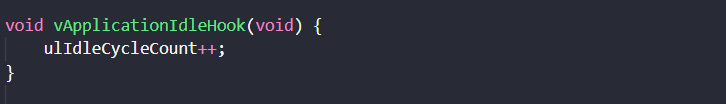 void vApplicationIdleHook(void) {
    ulIdleCycleCount++;
}